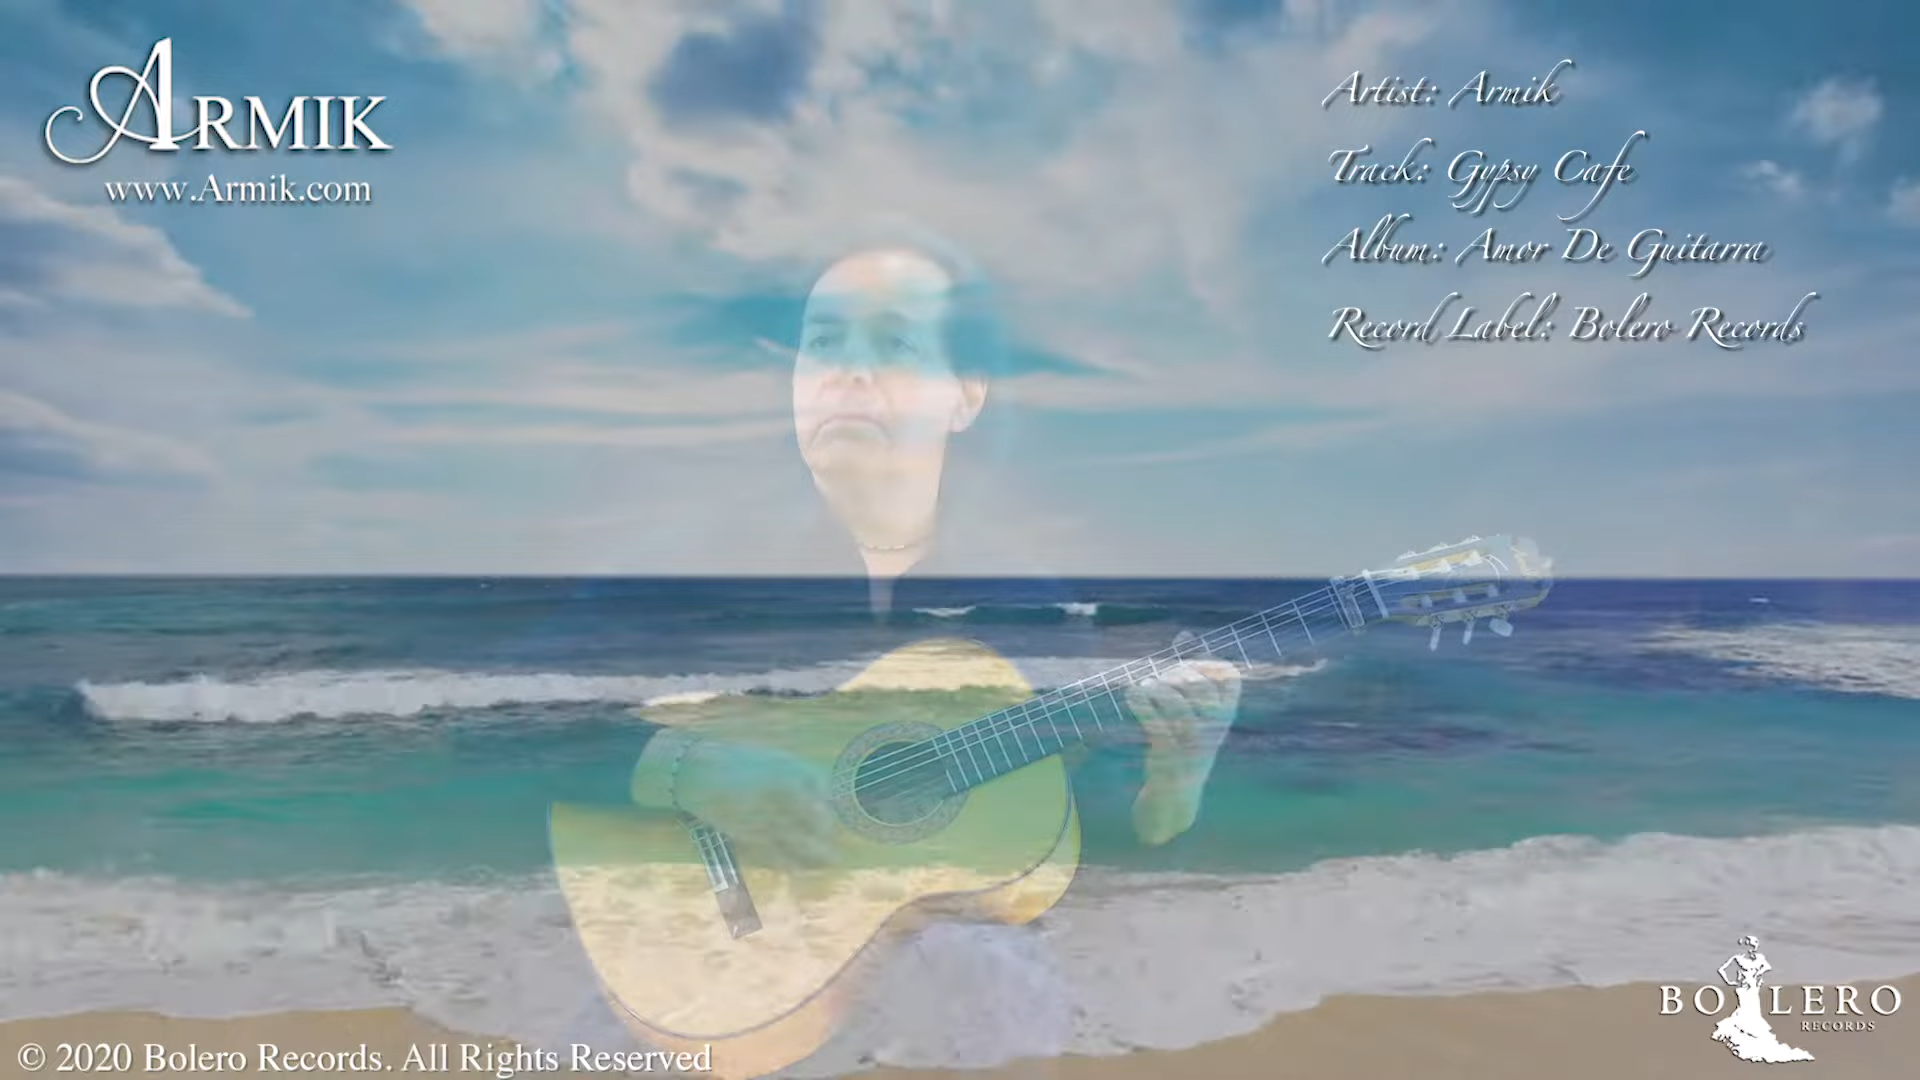 ARMIK
www.Armik.com
Artist: Armik
Track: Gypsy Cafe
Album: Amor De Guitarra
Record Label: Bolero Records
BOLERO
RECORDS
© 2020 Bolero Records. All Rights Reserved